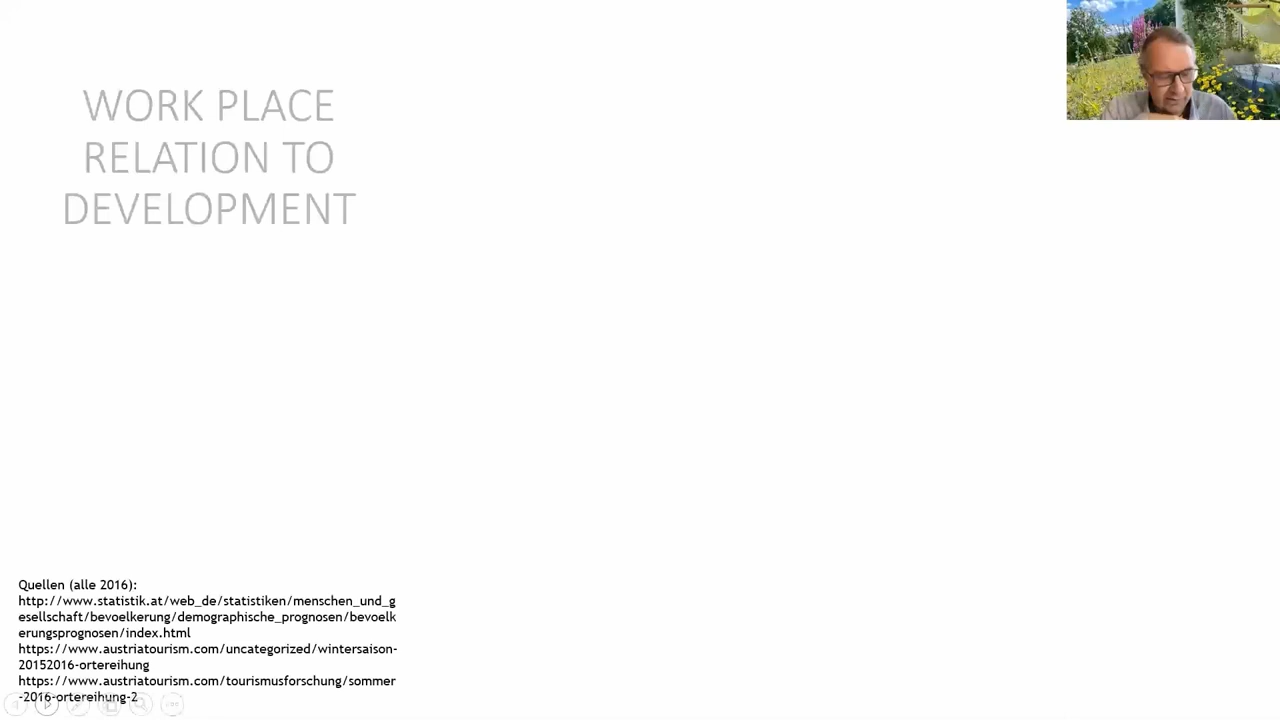 WORK PLACE
RELATION TO
DEVELOPMENT
Quellen (alle 2016):
http://www.statistik.at/web_de/statistiken/menschen_und_g
esellschaft/bevoelkerung/demographische_prognosen/bevoelk
erungsprognosen/index.html
https://www.austriatourism.com/uncategorized/wintersaison-
20152016-ortereihung
https://www.austriatourism.com/tourismusforschung/sommer
-2016-ortereihung-2